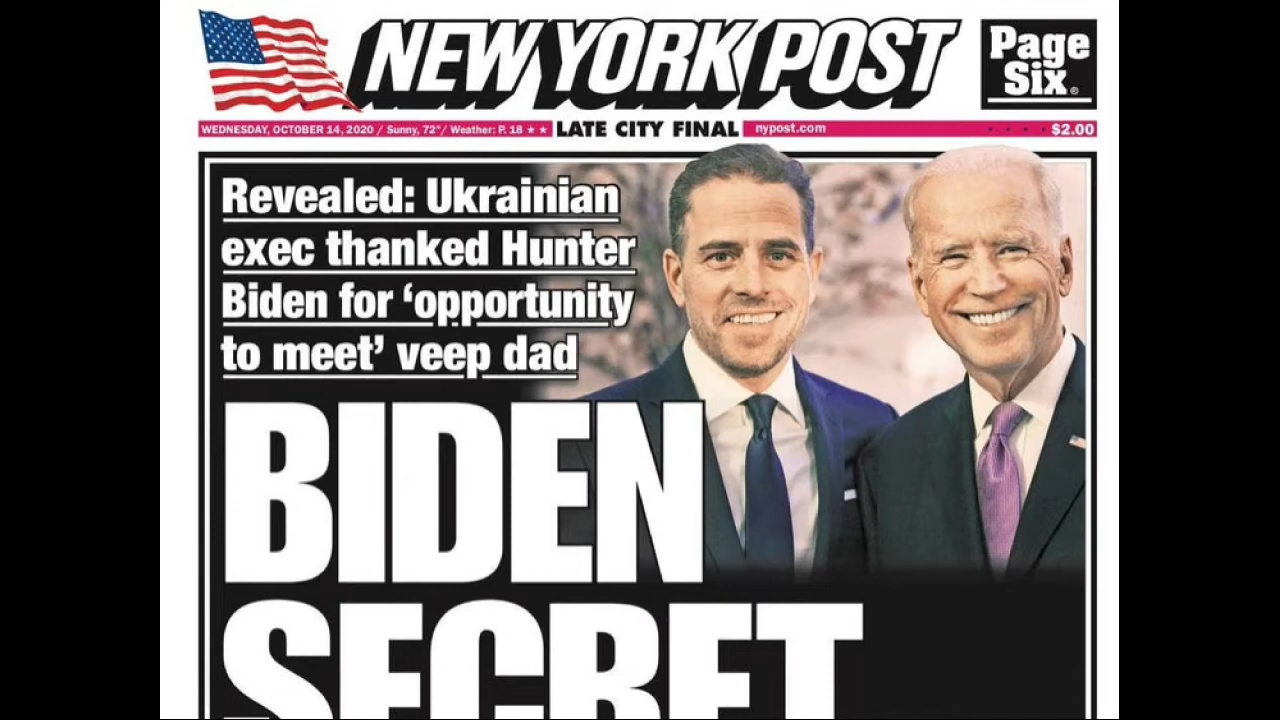 NEW YORK POST
Page
Six®
WEDNESDAY, OCTOBER 14, 2020 / Sunny, 72° / Weather: P. 18 ★ ★ LATE CITY FINAL nypost.com $2.00
Revealed: Ukrainian
exec thanked Hunter
Biden for ‘opportunity
to meet’ veep dad
BIDEN
SECRET